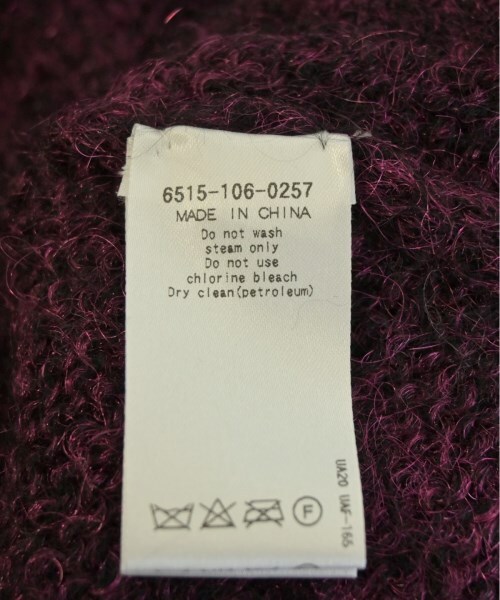 6515-106-0257
MADE IN CHINA
Do not wash
steam only
Do not use
chlorine bleach
Dry clean(petroleum)
UA20 UAF-165
F